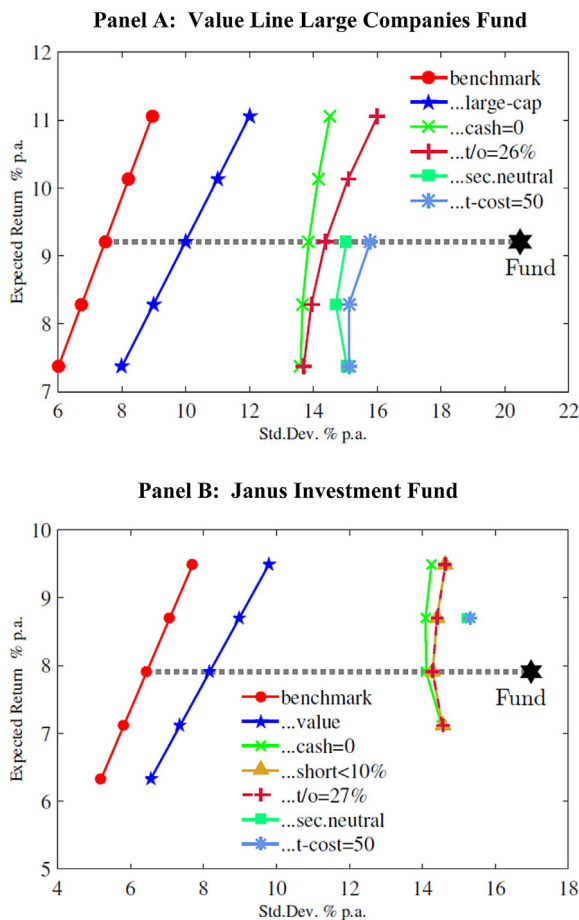 Panel A:  Value Line Large Companies Fund
12
11
10
9
8
7
Expected Return  % p.a.
benchmark
...large-cap
...cash=0
...t/o=26%
...sec.neutral
...t-cost=50
Fund
6 8 10 12 14 16 18 20 22
Std.Dev. % p.a.
Panel B:  Janus Investment Fund
10
9
8
7
6
5
Expected Return  % p.a.
Fund
benchmark
...value
...cash=0
...short<10%
...t/o=27%
...sec.neutral
...t-cost=50
4 6 8 10 12 14 16 18
Std.Dev. % p.a.